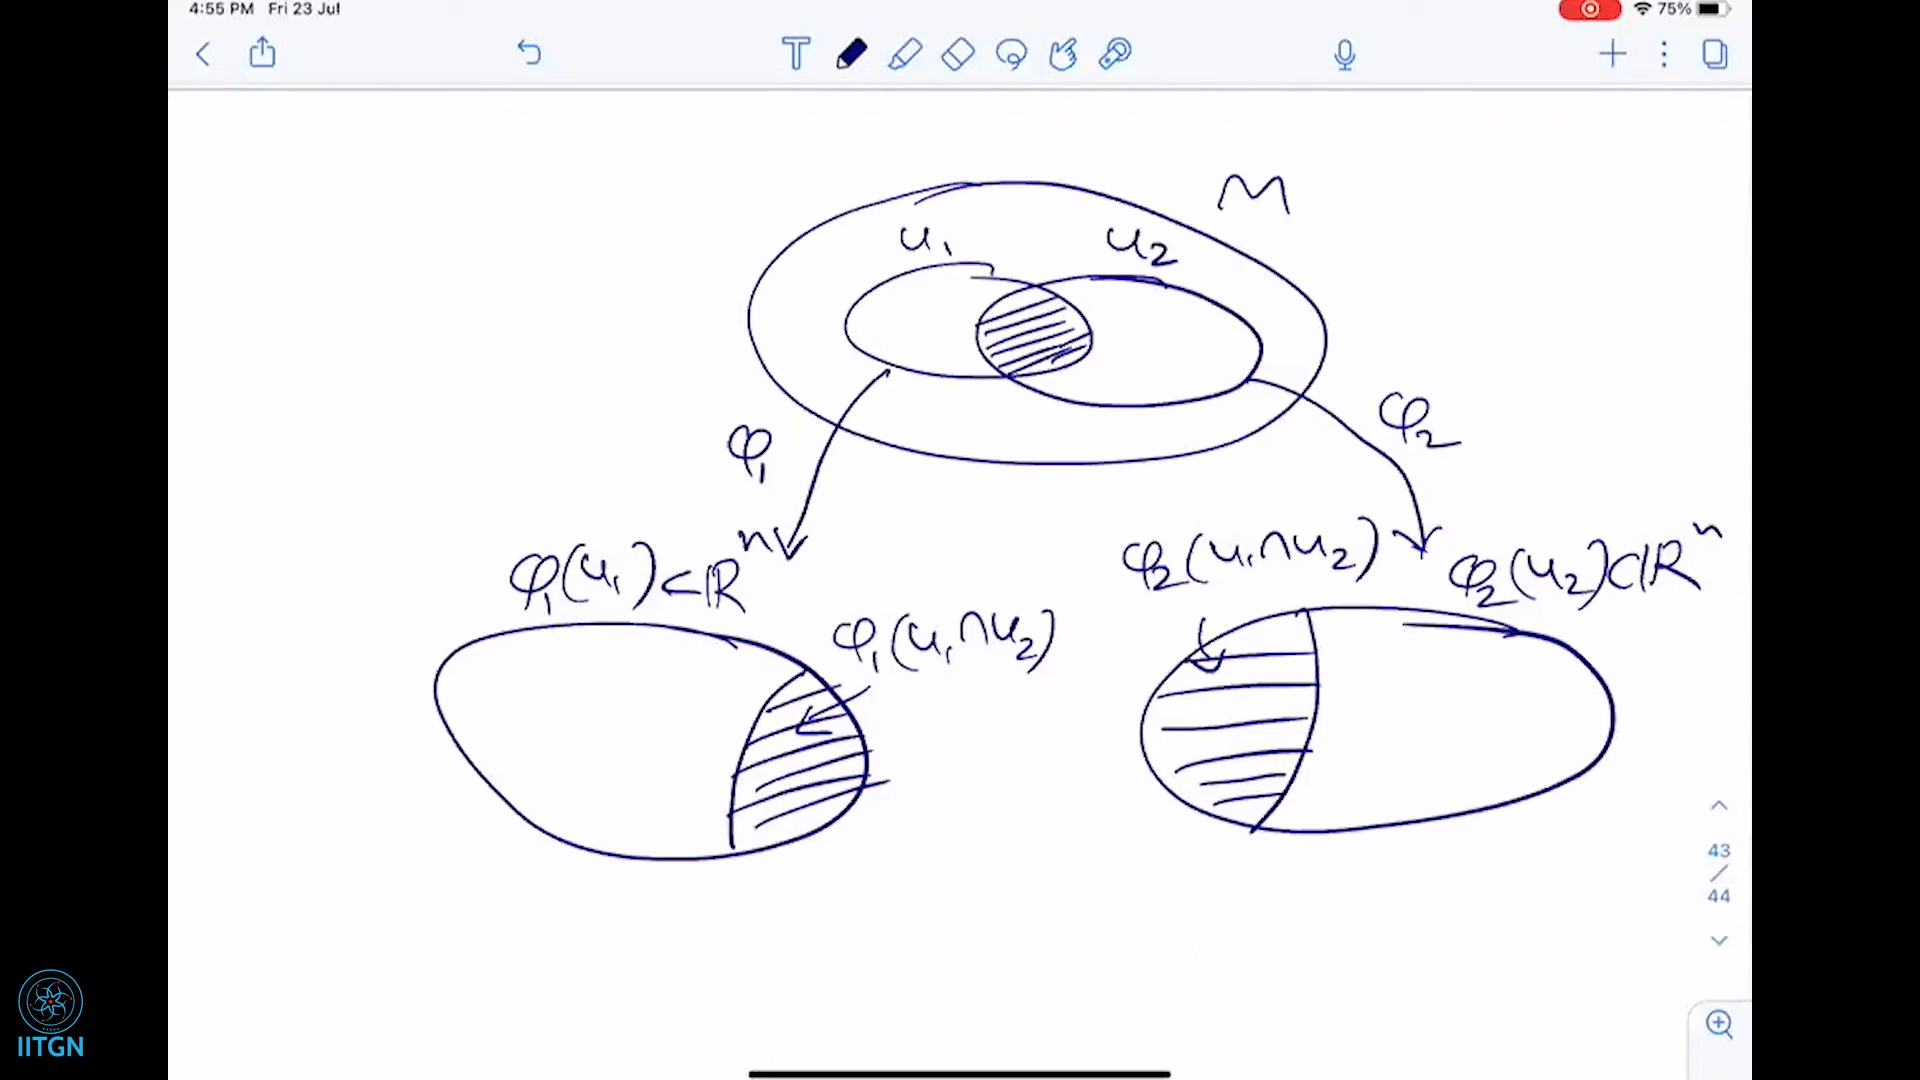 4:55 PM Fri 23 Jul
75%
M
U₁
U₂
φ₁
φ₂
φ₁(U₁) ⊂ ℝⁿ
φ₂(U₁∩U₂)
φ₂(U₂) ⊂ ℝⁿ
φ₁(U₁∩U₂)
43
/
44
IITGN